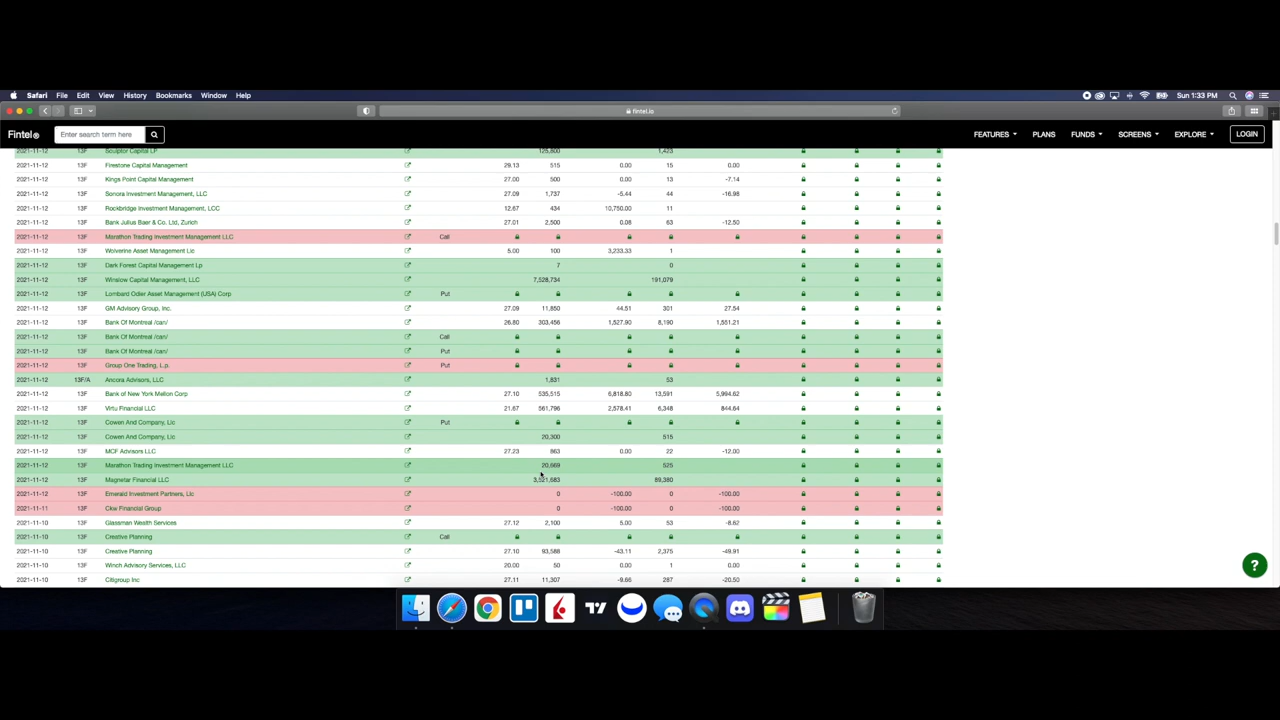 Safari File Edit View History Bookmarks Window Help Sun 1:33 PM
fintel.io
Fintel Enter search term here FEATURES PLANS FUNDS SCREENS EXPLORE LOGIN
2021-11-12 13F Sculptor Capital LP 125,800 1,423
2021-11-12 13F Firestone Capital Management 29.13 515 0.00 15 0.00
2021-11-12 13F Kings Point Capital Management 27.00 500 0.00 13 -7.14
2021-11-12 13F Sonora Investment Management, LLC 27.09 1,737 -5.44 44 -16.98
2021-11-12 13F Rockbridge Investment Management, LCC 12.67 434 10,750.00 11
2021-11-12 13F Bank Julius Baer & Co. Ltd, Zurich 27.01 2,500 0.08 63 -12.50
2021-11-12 13F Marathon Trading Investment Management LLC Call
2021-11-12 13F Wolverine Asset Management Llc 5.00 100 3,233.33 1
2021-11-12 13F Dark Forest Capital Management Lp 7 0
2021-11-12 13F Winslow Capital Management, LLC 7,528,734 191,079
2021-11-12 13F Lombard Odier Asset Management (USA) Corp Put
2021-11-12 13F GM Advisory Group, Inc. 27.09 11,850 44.51 301 27.54
2021-11-12 13F Bank Of Montreal /can/ 26.80 303,456 1,527.90 8,190 1,551.21
2021-11-12 13F Bank Of Montreal /can/ Call
2021-11-12 13F Bank Of Montreal /can/ Put
2021-11-12 13F Group One Trading, L.p. Put
2021-11-12 13F/A Ancora Advisors, LLC 1,831 53
2021-11-12 13F Bank of New York Mellon Corp 27.10 535,515 6,818.80 13,591 5,994.62
2021-11-12 13F Virtu Financial LLC 21.67 561,796 2,578.41 6,348 844.64
2021-11-12 13F Cowen And Company, Llc Put
2021-11-12 13F Cowen And Company, Llc 20,300 515
2021-11-12 13F MCF Advisors LLC 27.23 863 0.00 22 -12.00
2021-11-12 13F Marathon Trading Investment Management LLC 20,669 525
2021-11-12 13F Magnetar Financial LLC 3,521,683 89,380
2021-11-12 13F Emerald Investment Partners, Llc 0 -100.00 0 -100.00
2021-11-11 13F Ckw Financial Group 0 -100.00 0 -100.00
2021-11-10 13F Glassman Wealth Services 27.12 2,100 5.00 53 -8.62
2021-11-10 13F Creative Planning Call
2021-11-10 13F Creative Planning 27.10 93,588 -43.11 2,375 -49.91
2021-11-10 13F Winch Advisory Services, LLC 20.00 50 0.00 1 0.00
2021-11-10 13F Citigroup Inc 27.11 11,307 -9.66 287 -20.50
?